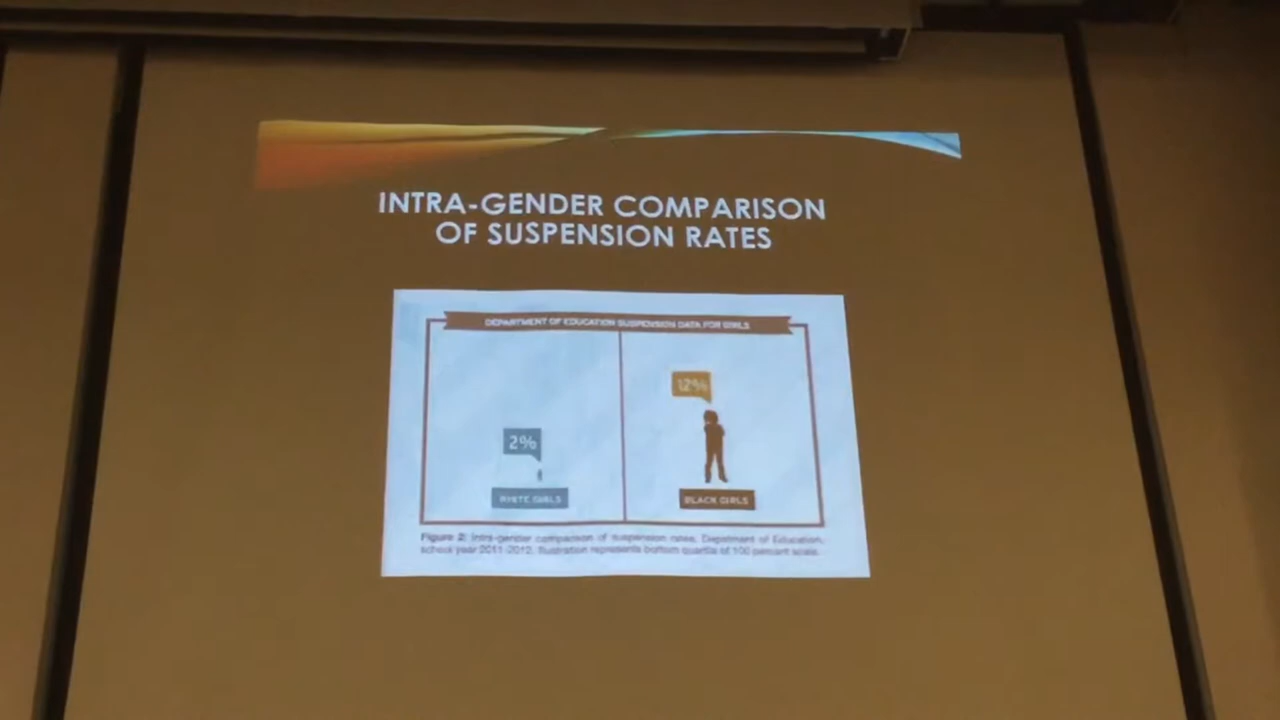 INTRA-GENDER COMPARISON
OF SUSPENSION RATES
DEPARTMENT OF EDUCATION SUSPENSION DATA FOR GIRLS
12%
2%
WHITE GIRLS
BLACK GIRLS
Figure 2: Intra-gender comparison of suspension rates. Department of Education,
school year 2011-2012. Illustration represents bottom quartile of 100 percent scale.